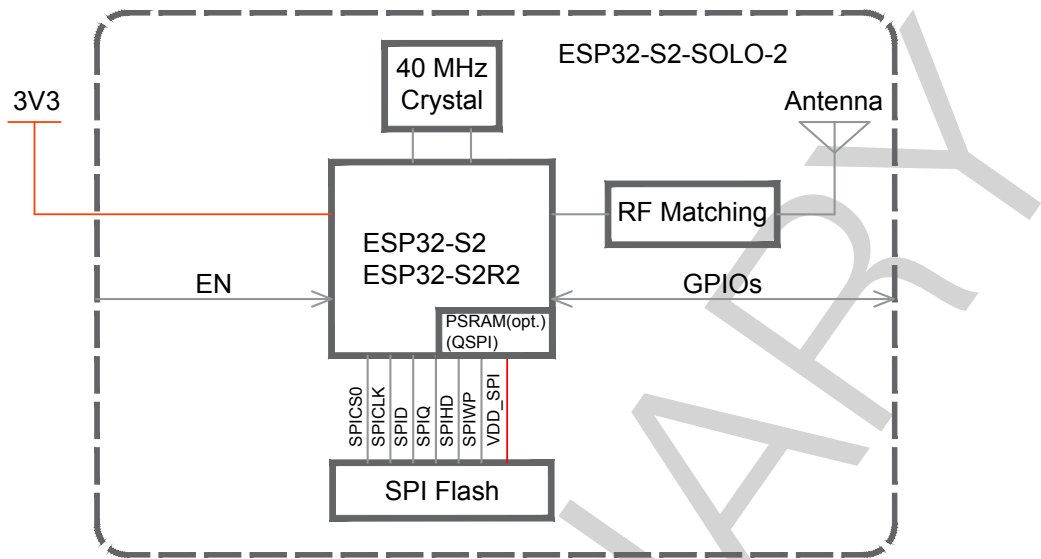 ESP32-S2-SOLO-2
40 MHz
Crystal
3V3
Antenna
RF Matching
ESP32-S2
ESP32-S2R2
EN
GPIOs
PSRAM(opt.)
(QSPI)
SPICS0
SPICLK
SPID
SPIQ
SPIHD
SPIWP
VDD_SPI
SPI Flash
ARY